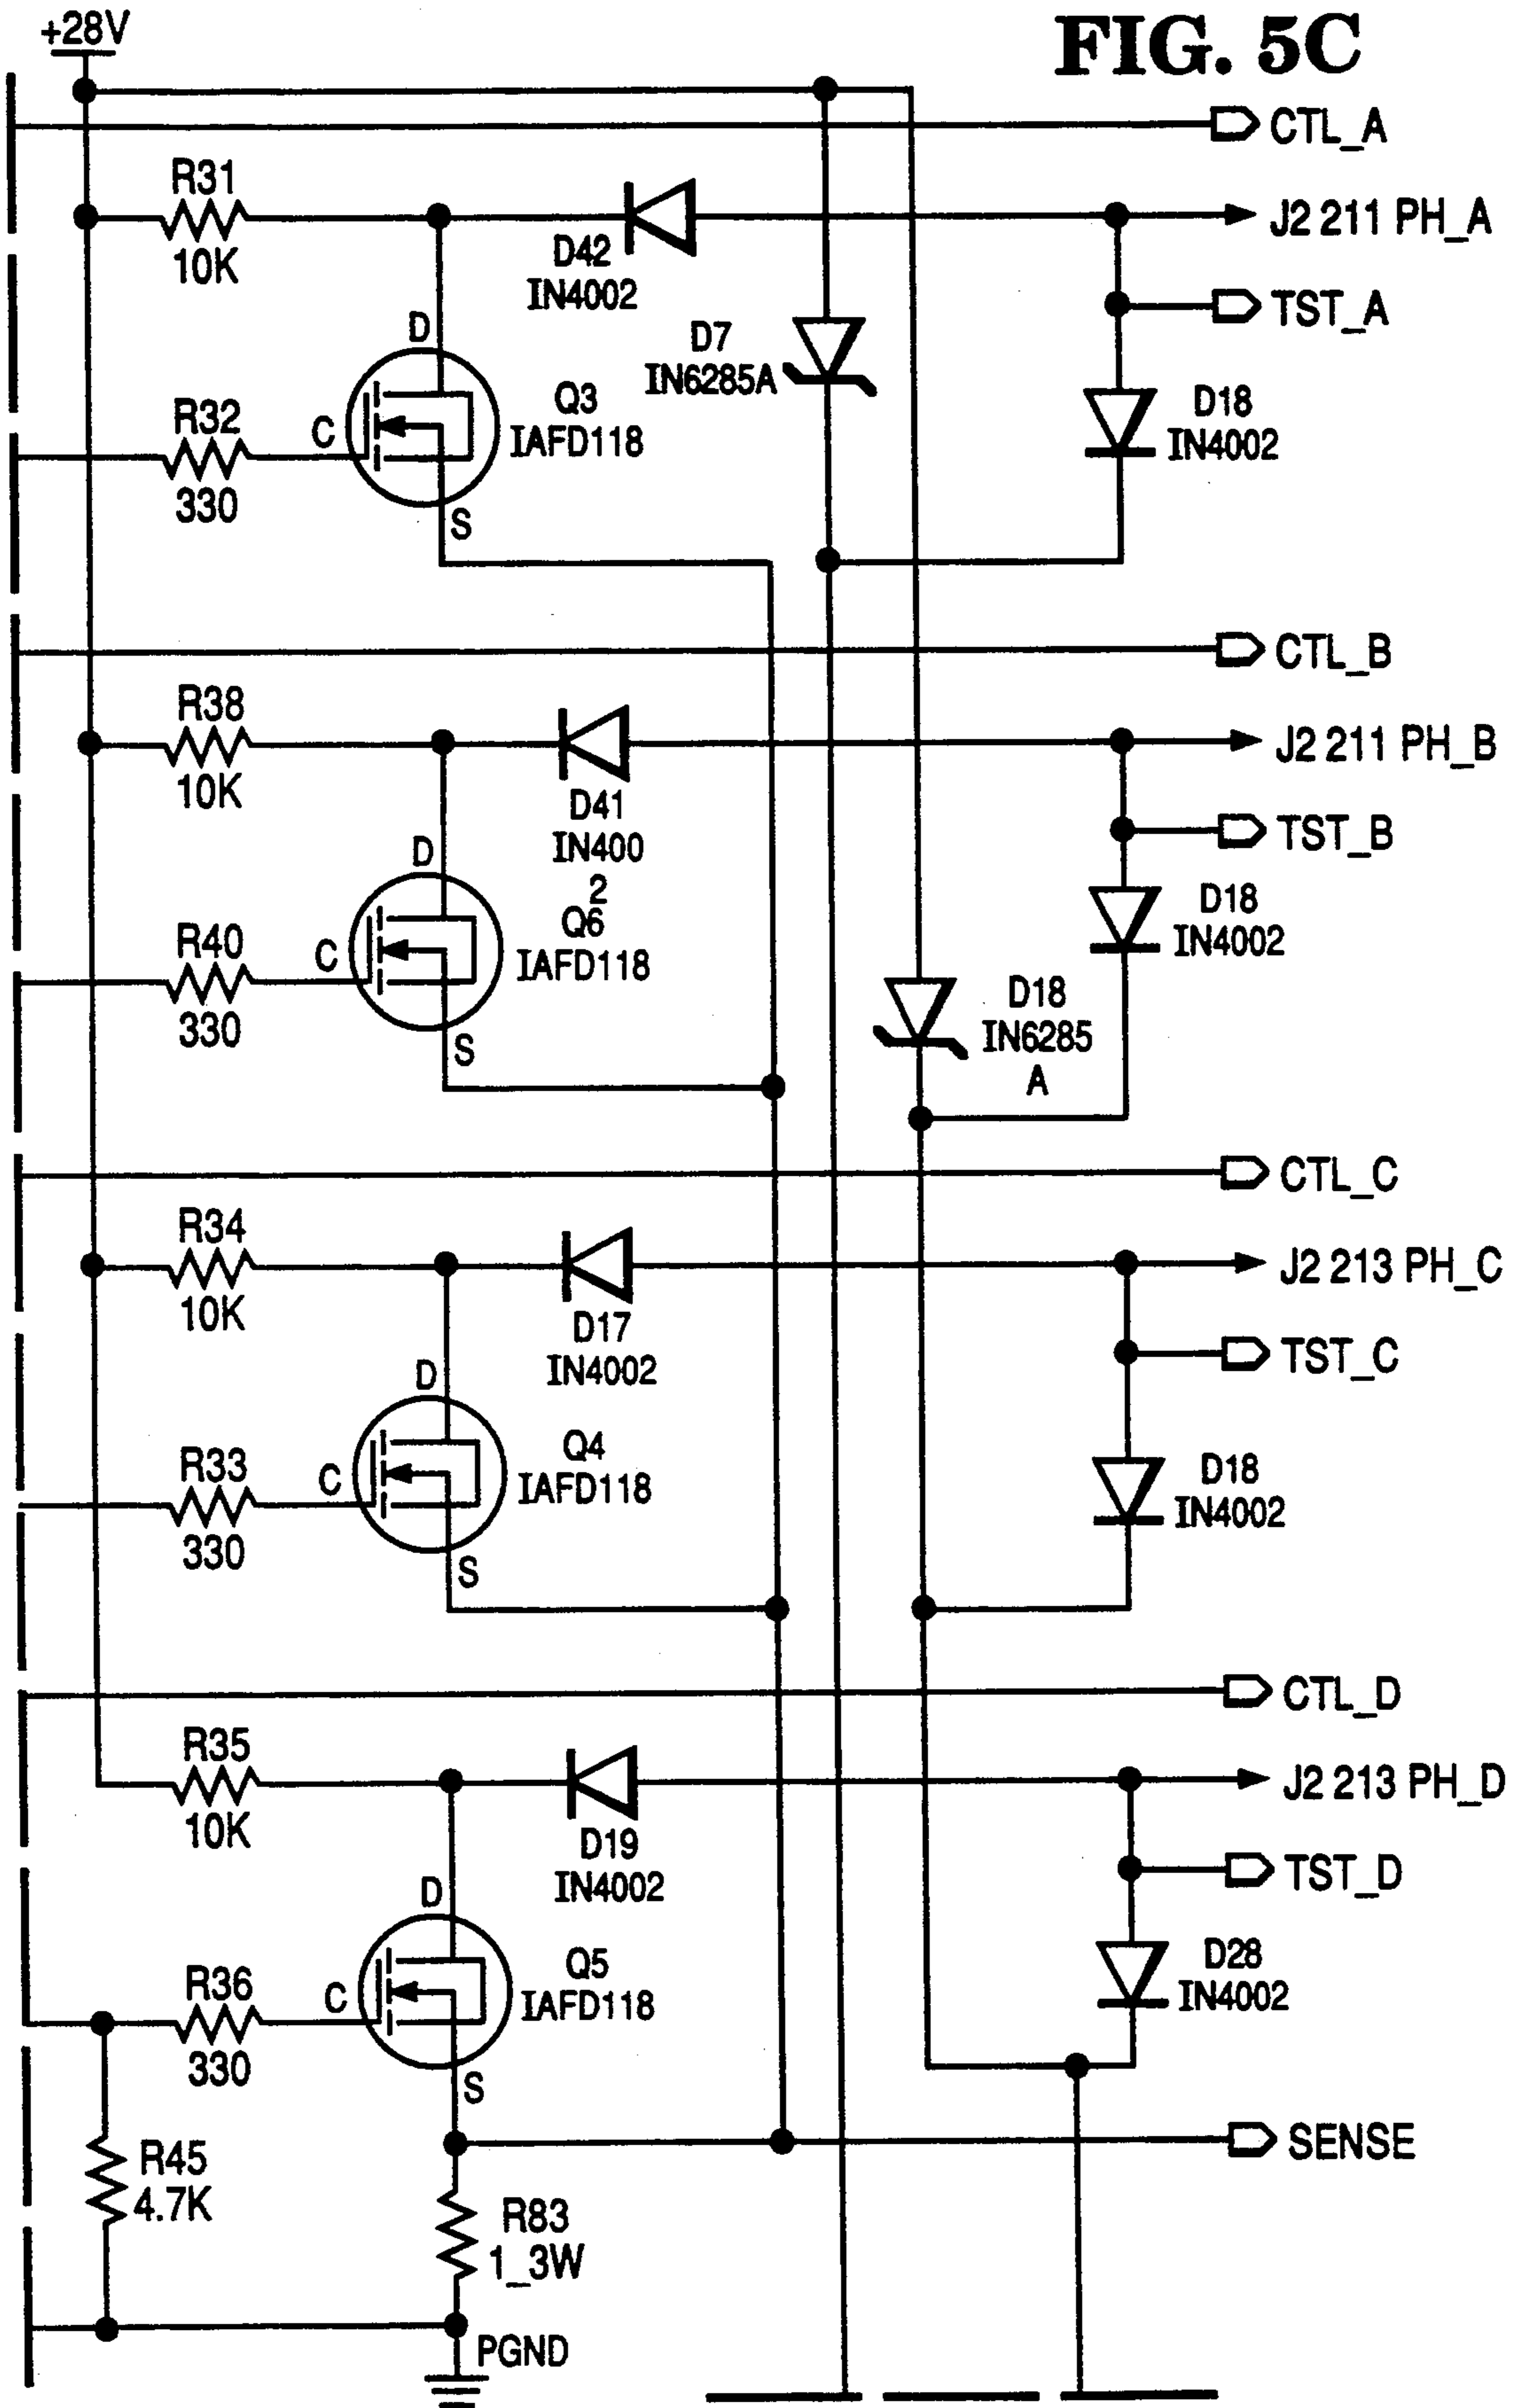 FIG. 5C
+28V
CTL_A
R31
10K
D42
IN4002
J2 211 PH_A
TST_A
D
D7
IN6285A
R32
330
C
Q3
IAFD118
D18
IN4002
S
CTL_B
R38
10K
D41
IN400
2
J2 211 PH_B
TST_B
D
R40
330
C
Q6
IAFD118
D18
IN4002
S
D18
IN6285
A
CTL_C
R34
10K
D17
IN4002
J2 213 PH_C
TST_C
D
R33
330
C
Q4
IAFD118
D18
IN4002
S
CTL_D
R35
10K
D19
IN4002
J2 213 PH_D
TST_D
D
R36
330
C
Q5
IAFD118
D28
IN4002
S
SENSE
R45
4.7K
R83
1_3W
PGND